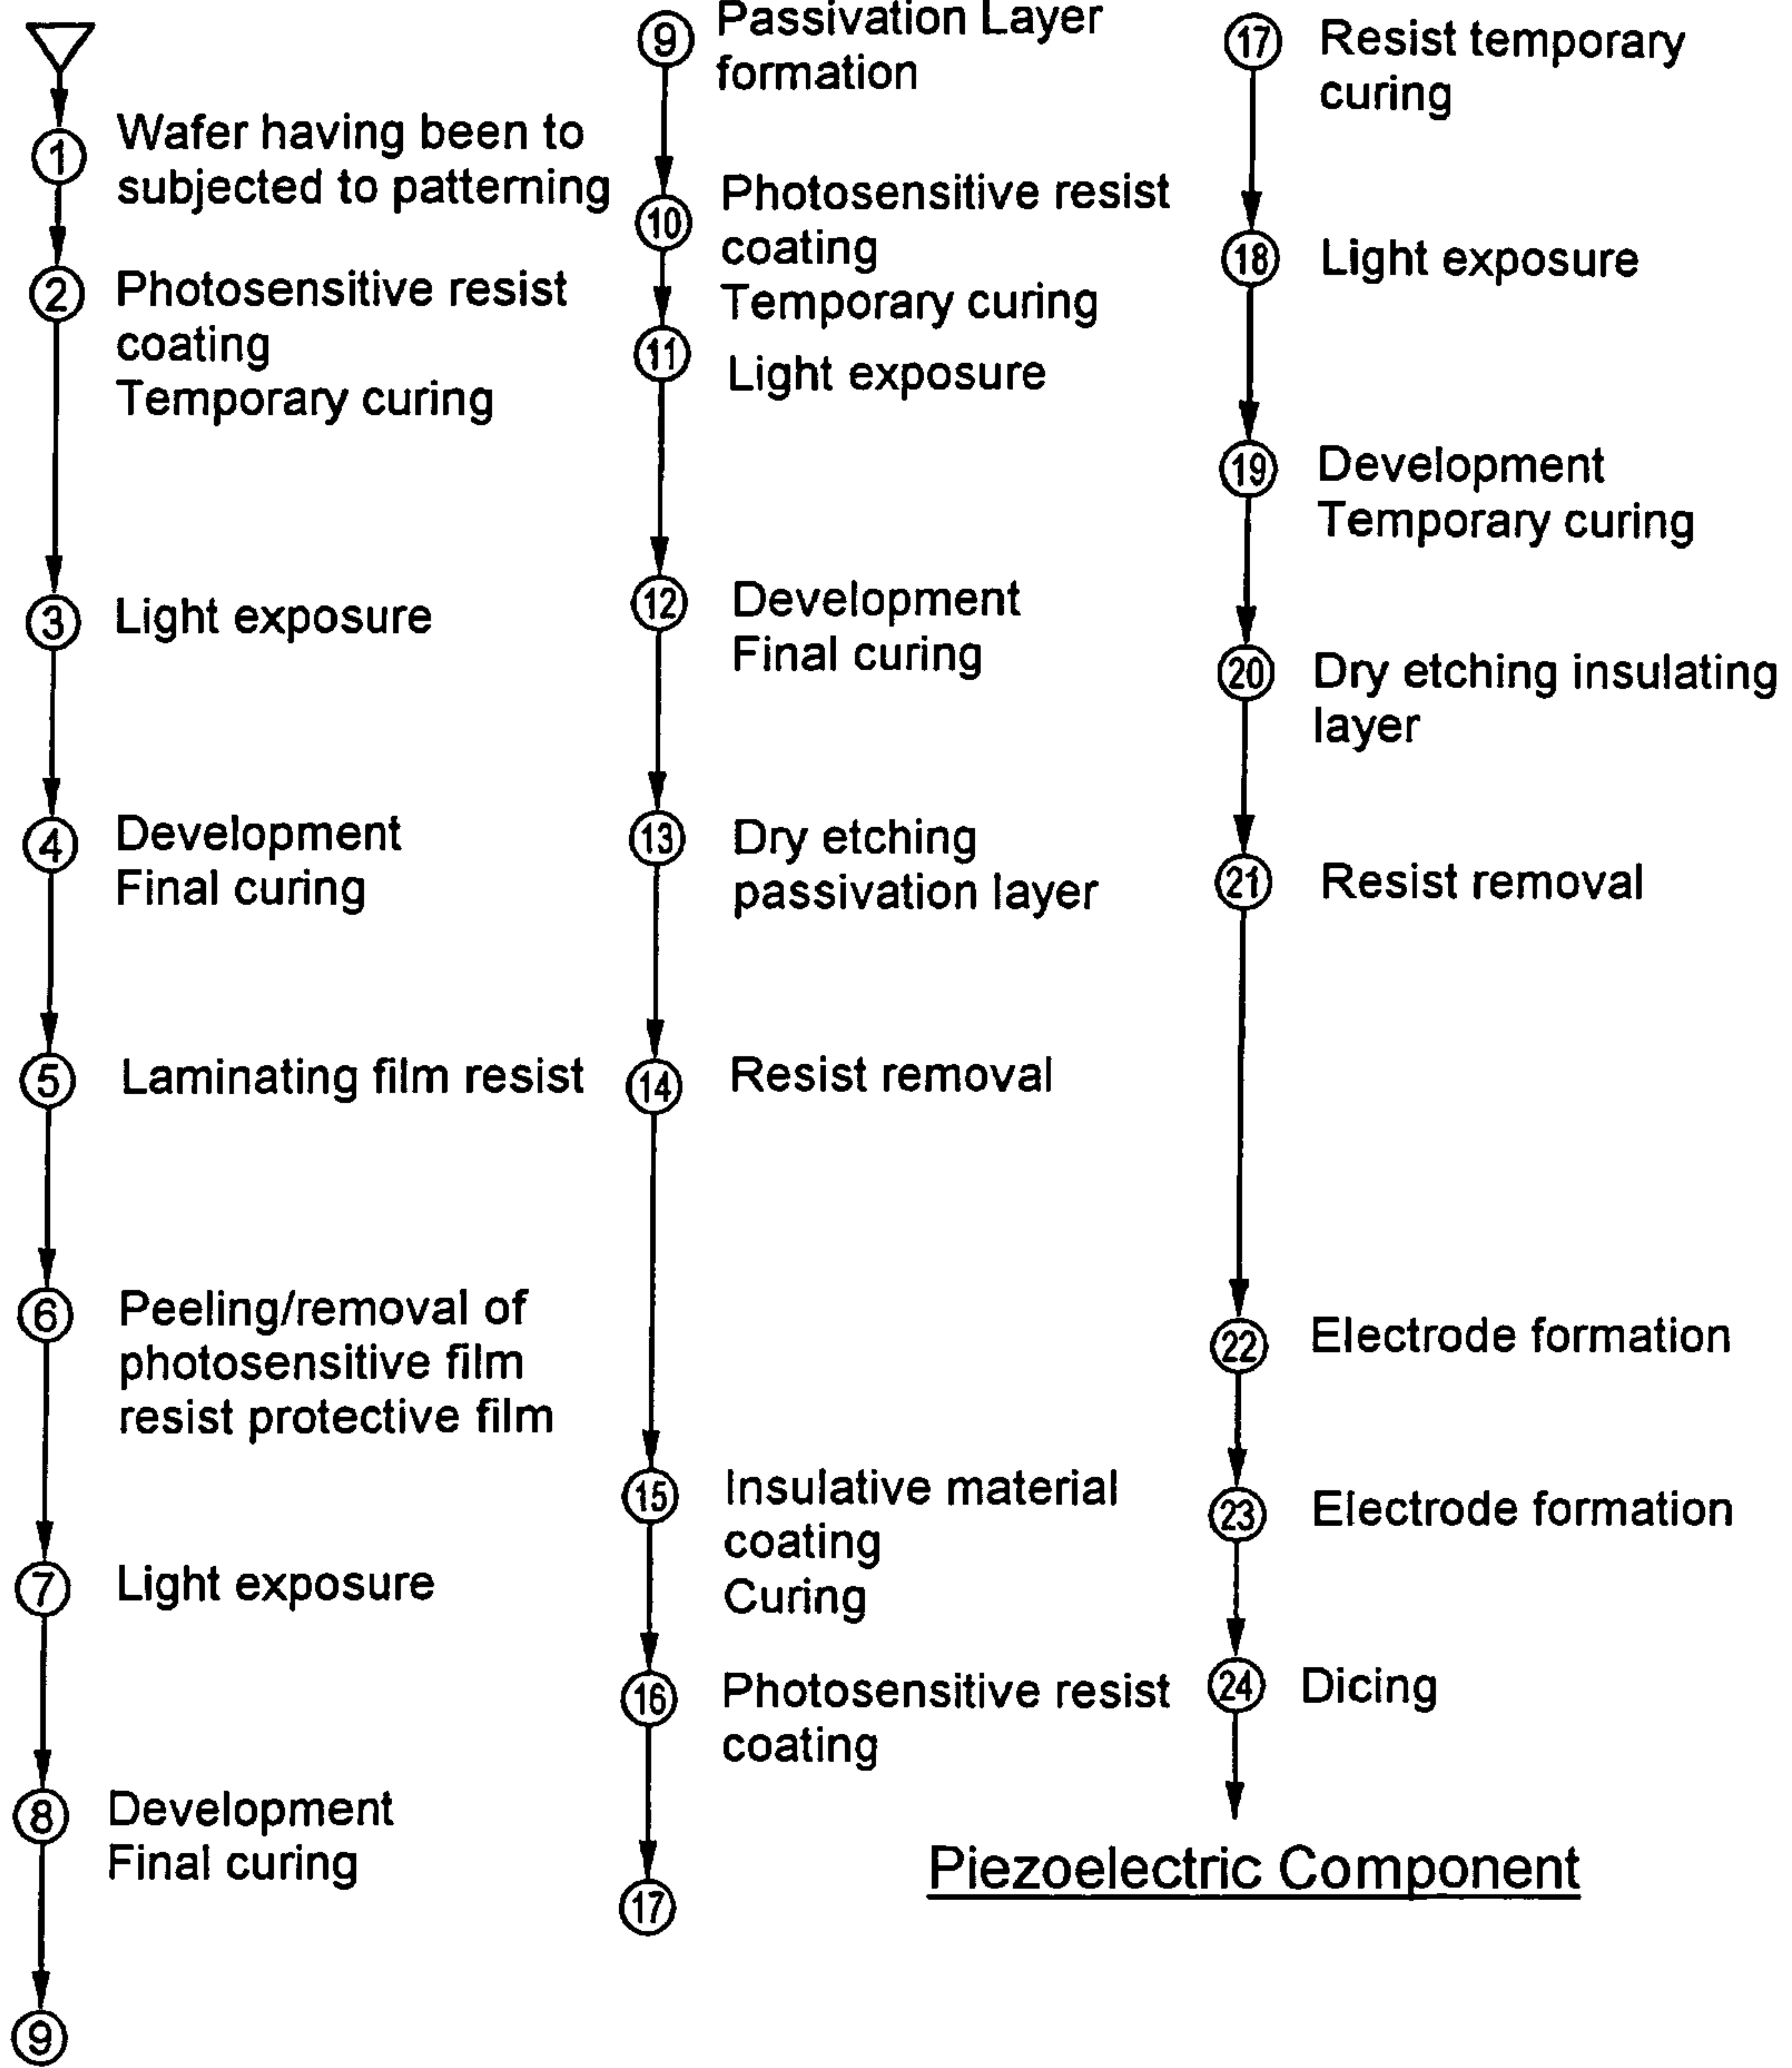 1 Wafer having been to
subjected to patterning
2 Photosensitive resist
coating
Temporary curing
3 Light exposure
4 Development
Final curing
5 Laminating film resist
6 Peeling/removal of
photosensitive film
resist protective film
7 Light exposure
8 Development
Final curing
9
9 Passivation Layer
formation
10 Photosensitive resist
coating
Temporary curing
11 Light exposure
12 Development
Final curing
13 Dry etching
passivation layer
14 Resist removal
15 Insulative material
coating
Curing
16 Photosensitive resist
coating
17
17 Resist temporary
curing
18 Light exposure
19 Development
Temporary curing
20 Dry etching insulating
layer
21 Resist removal
22 Electrode formation
23 Electrode formation
24 Dicing
Piezoelectric Component